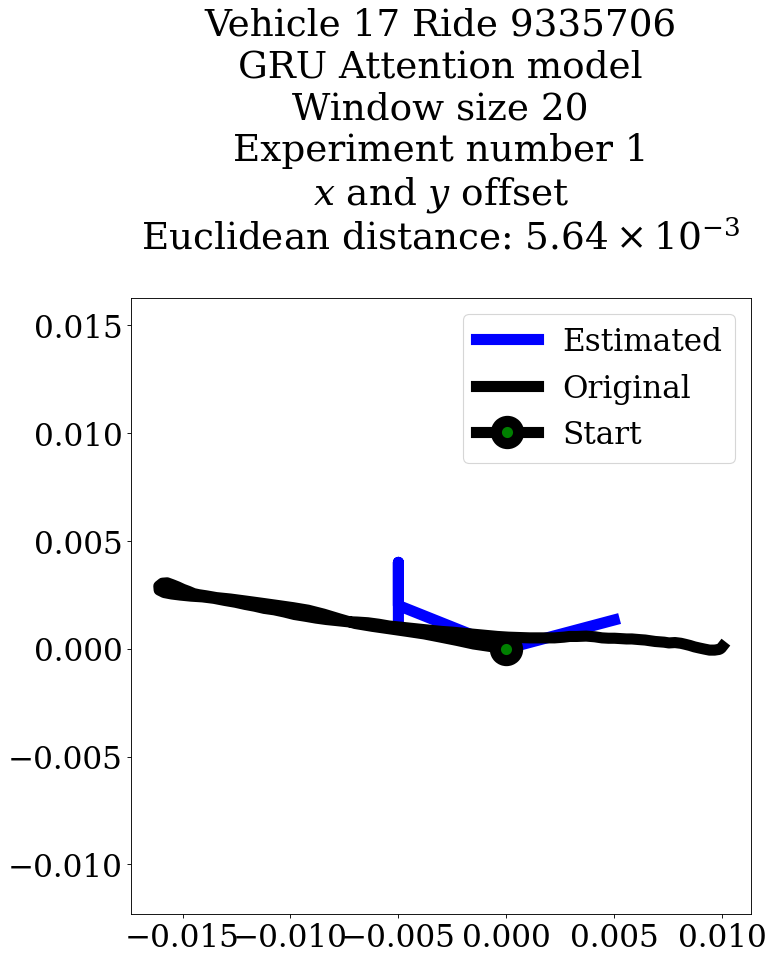 Vehicle 17 Ride 9335706
GRU Attention model
Window size 20
Experiment number 1
x and y offset
Euclidean distance: 5.64 × 10⁻³
Estimated
Original
Start
0.015
0.010
0.005
0.000
−0.005
−0.010
−0.015 −0.010 −0.005 0.000 0.005 0.010